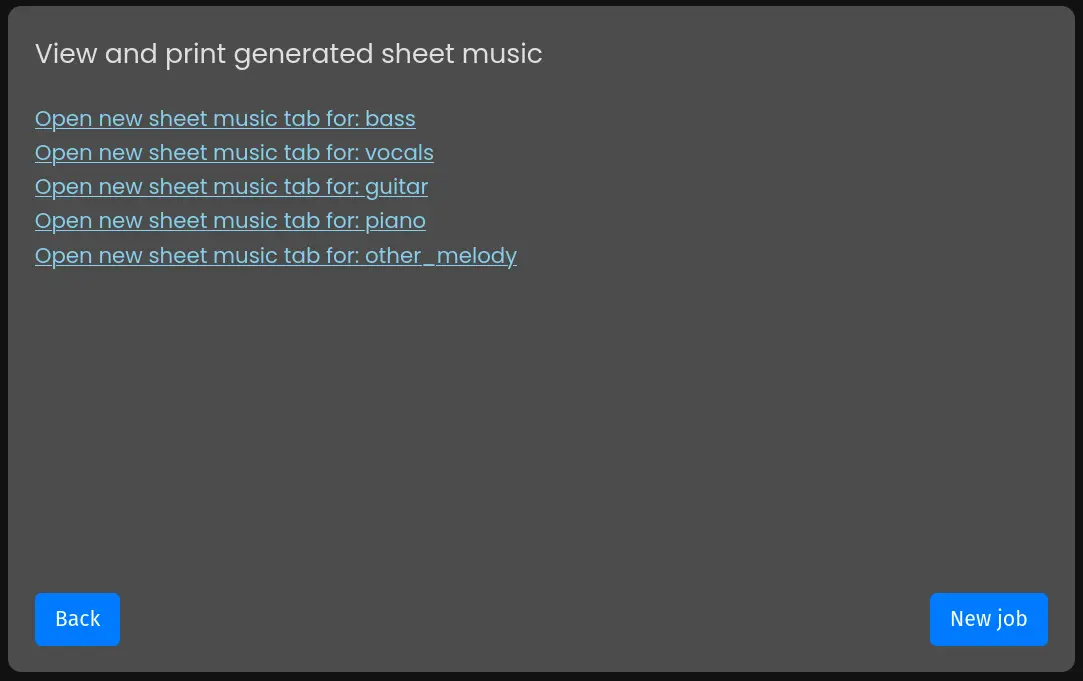 View and print generated sheet music
Open new sheet music tab for: bass
Open new sheet music tab for: vocals
Open new sheet music tab for: guitar
Open new sheet music tab for: piano
Open new sheet music tab for: other_melody
Back
New job